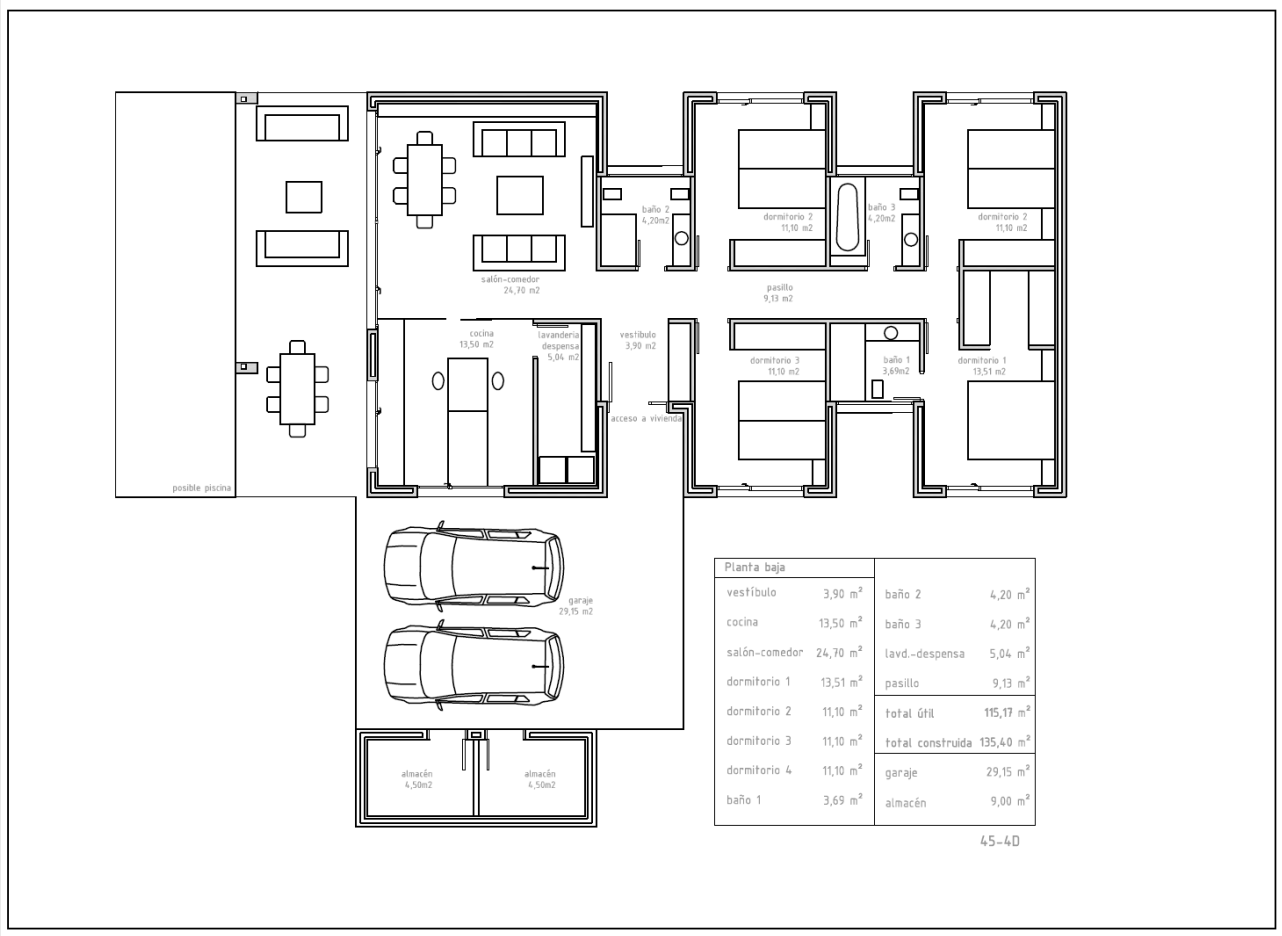 baño 2
4,20m2
baño 3
4,20m2
dormitorio 2
11,10 m2
dormitorio 2
11,10 m2
salón-comedor
24,70 m2
pasillo
9,13 m2
cocina
13,50 m2
lavanderia
despensa
5,04 m2
vestíbulo
3,90 m2
dormitorio 3
11,10 m2
baño 1
3,69m2
dormitorio 1
13,51 m2
acceso a vivienda
posible piscina
garaje
29,15 m2
almacén
4,50m2
almacén
4,50m2
Planta baja
vestíbulo 3,90 m²
cocina 13,50 m²
salón-comedor 24,70 m²
dormitorio 1 13,51 m²
dormitorio 2 11,10 m²
dormitorio 3 11,10 m²
dormitorio 4 11,10 m²
baño 1 3,69 m²
baño 2 4,20 m²
baño 3 4,20 m²
lavd.-despensa 5,04 m²
pasillo 9,13 m²
total útil 115,17 m²
total construida 135,40 m²
garaje 29,15 m²
almacén 9,00 m²
45-4D